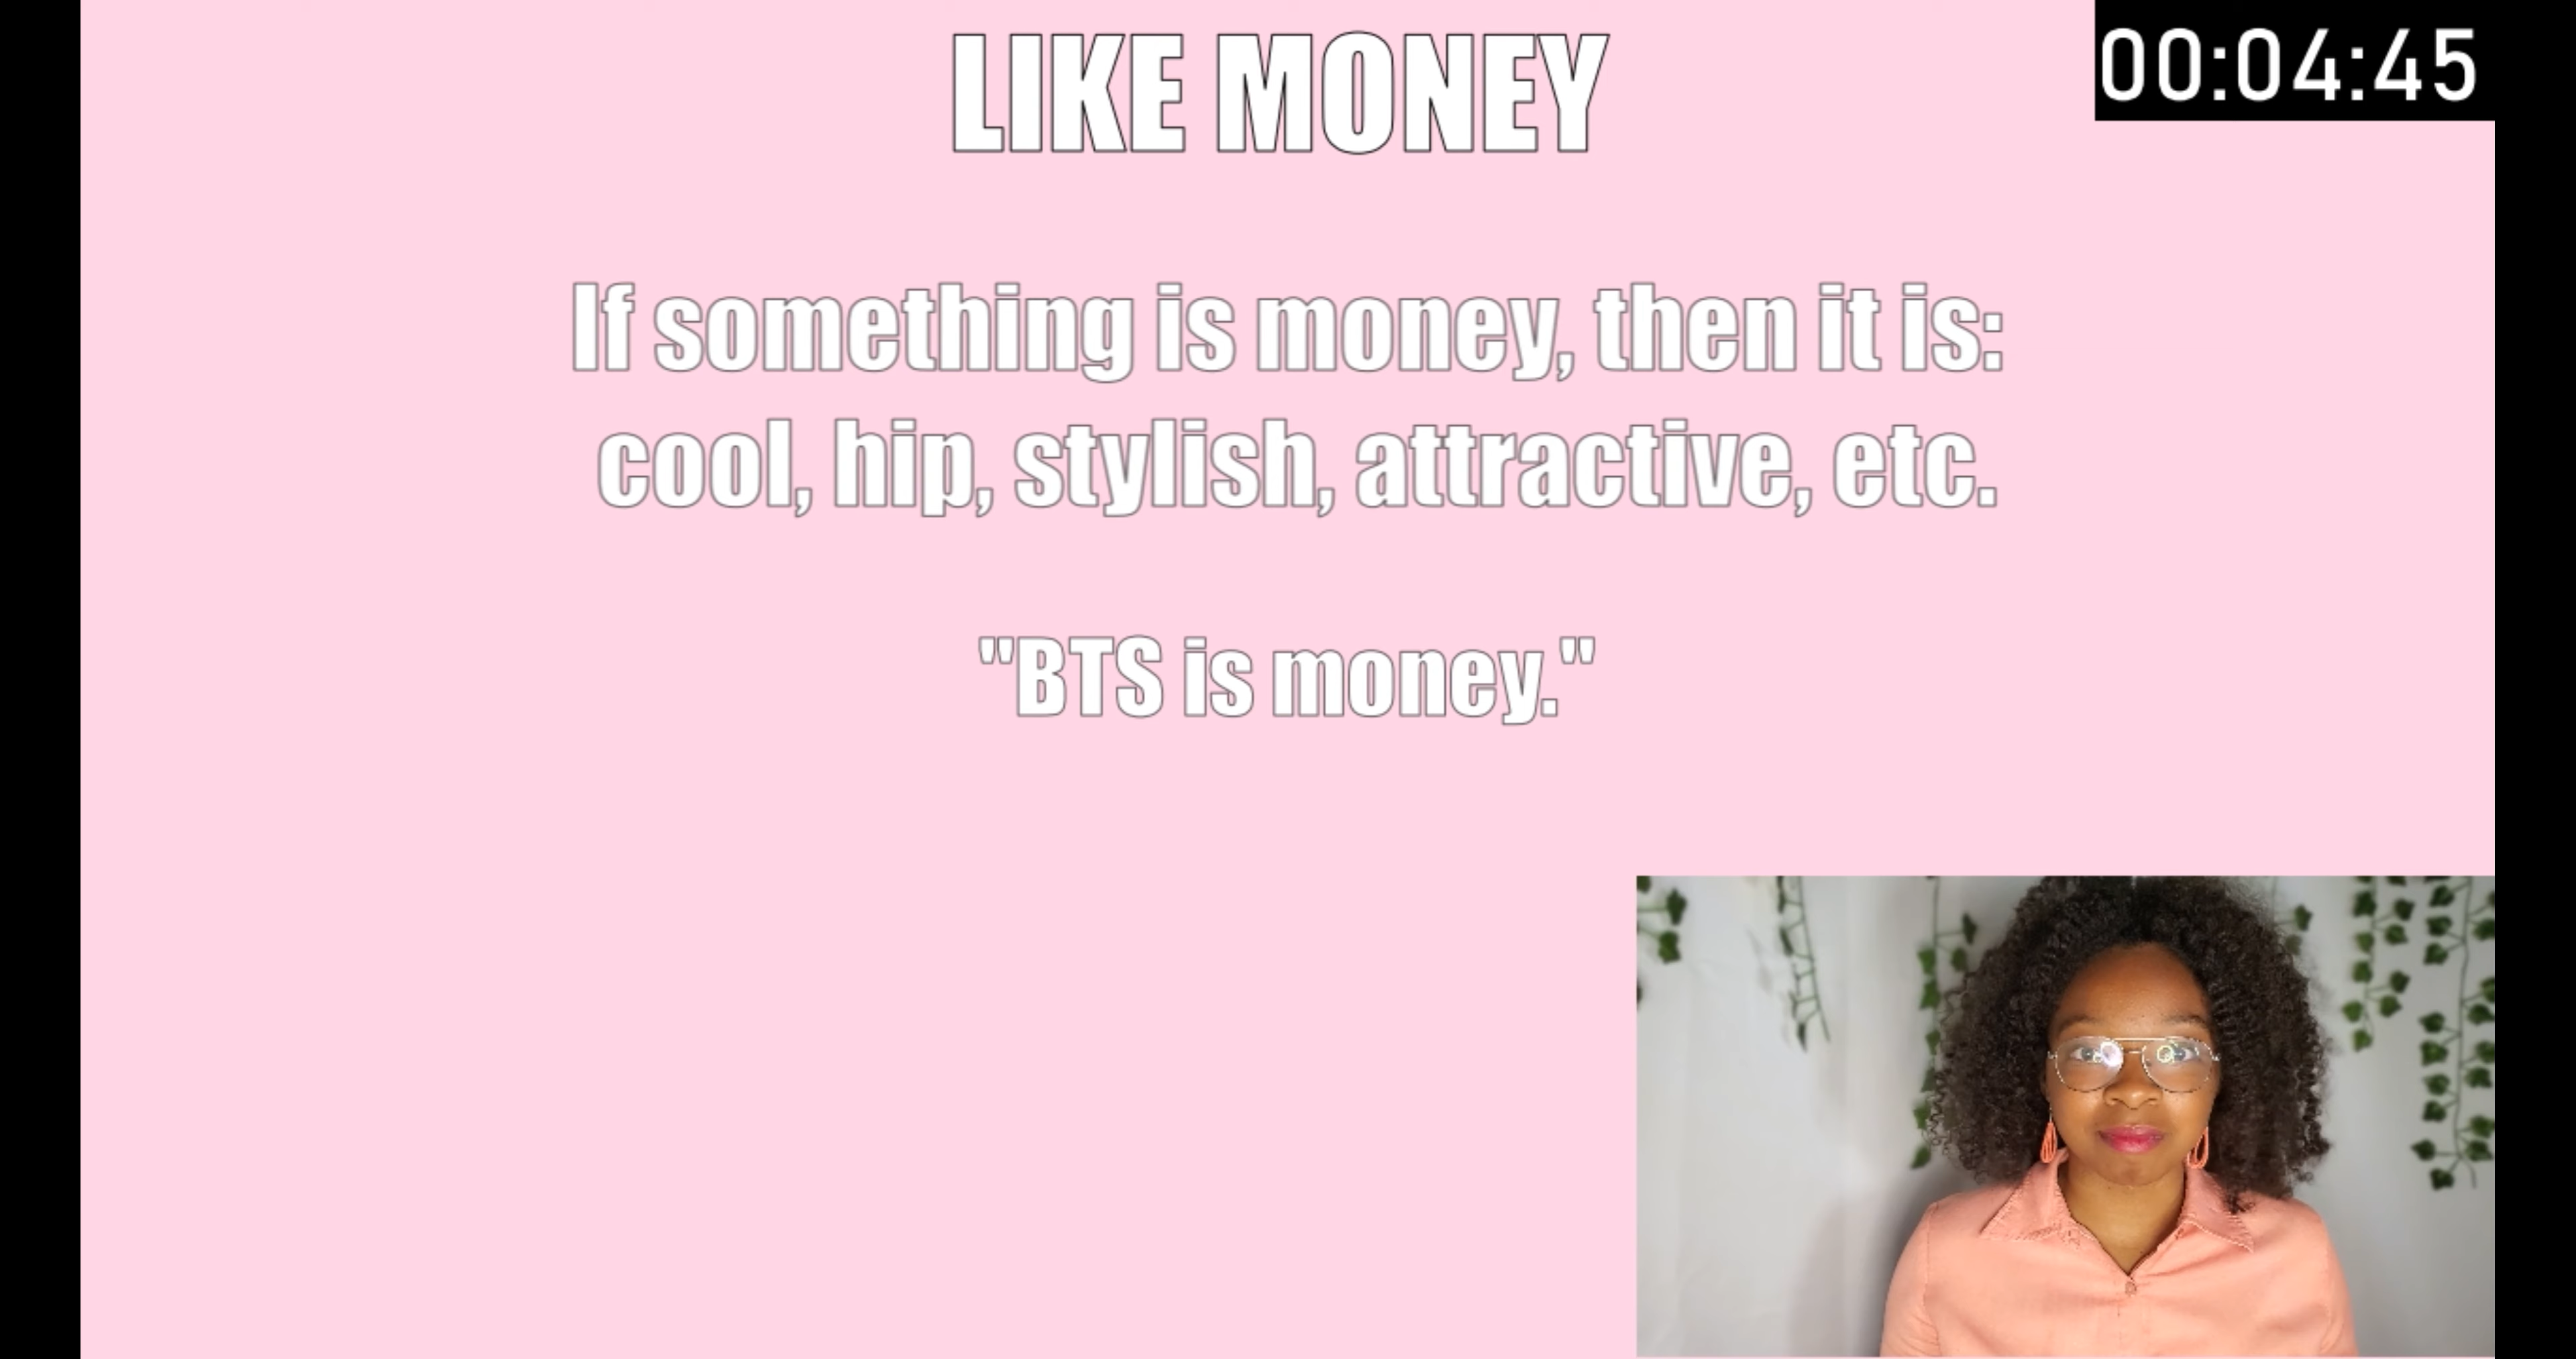 LIKE MONEY
00:04:45
If something is money, then it is:
cool, hip, stylish, attractive, etc.
"BTS is money."